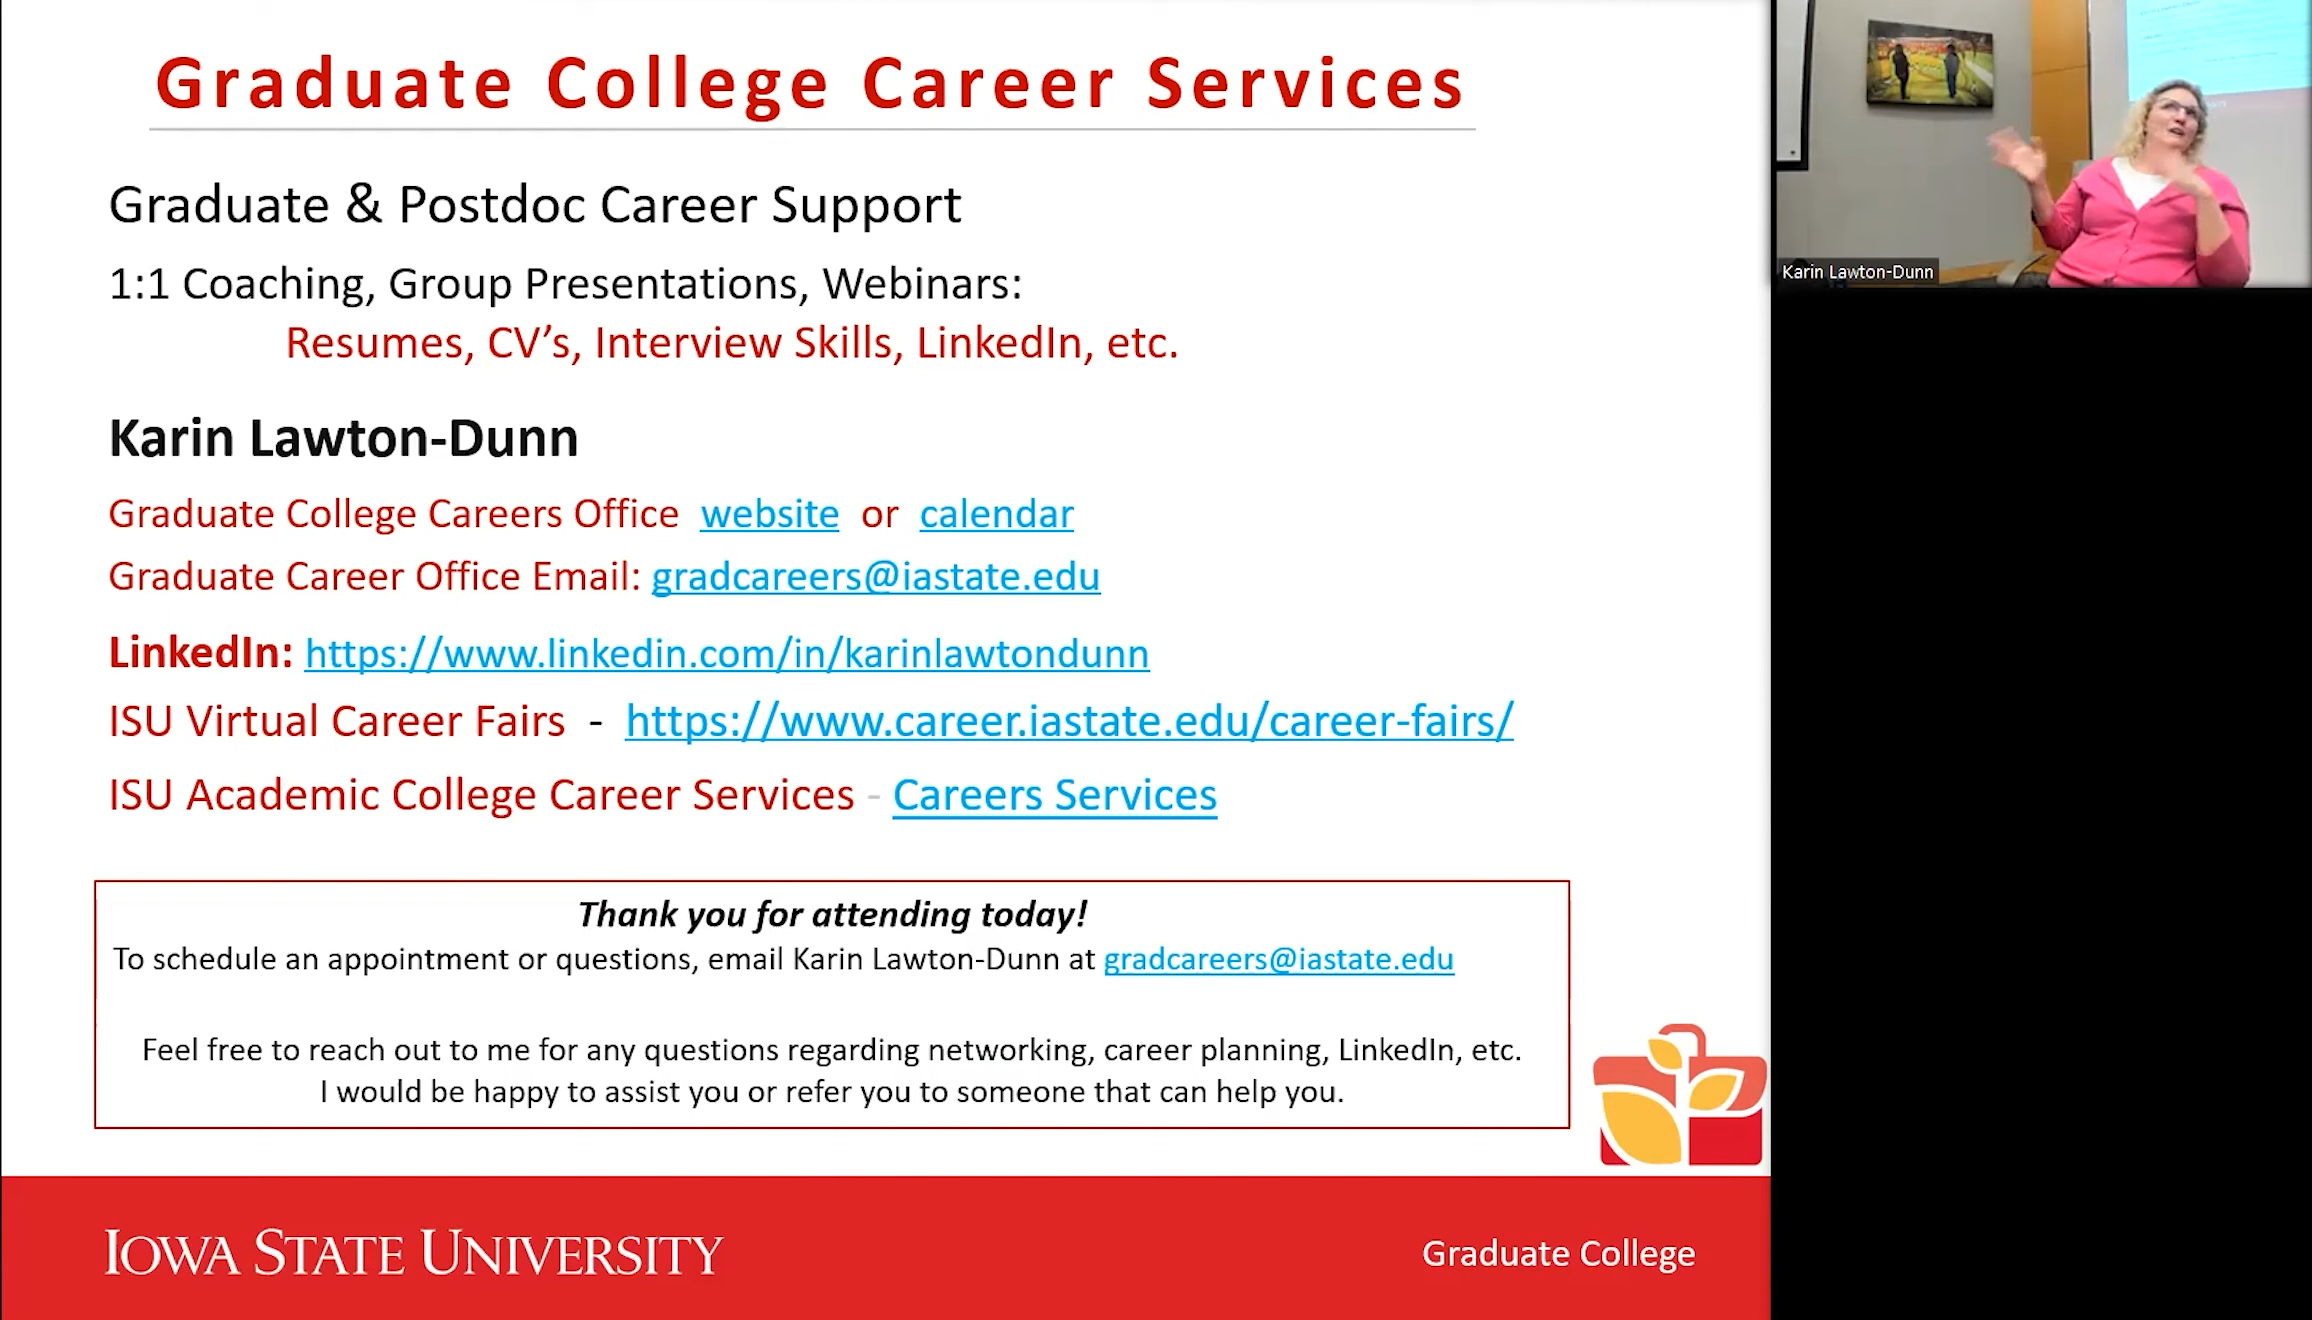 Graduate College Career Services
Graduate & Postdoc Career Support
1:1 Coaching, Group Presentations, Webinars:
Resumes, CV’s, Interview Skills, LinkedIn, etc.
Karin Lawton-Dunn
Graduate College Careers Office website or calendar
Graduate Career Office Email: gradcareers@iastate.edu
LinkedIn: https://www.linkedin.com/in/karinlawtondunn
ISU Virtual Career Fairs - https://www.career.iastate.edu/career-fairs/
ISU Academic College Career Services - Careers Services
Thank you for attending today!
To schedule an appointment or questions, email Karin Lawton-Dunn at gradcareers@iastate.edu
Feel free to reach out to me for any questions regarding networking, career planning, LinkedIn, etc.
I would be happy to assist you or refer you to someone that can help you.
IOWA STATE UNIVERSITY
Graduate College
Karin Lawton-Dunn